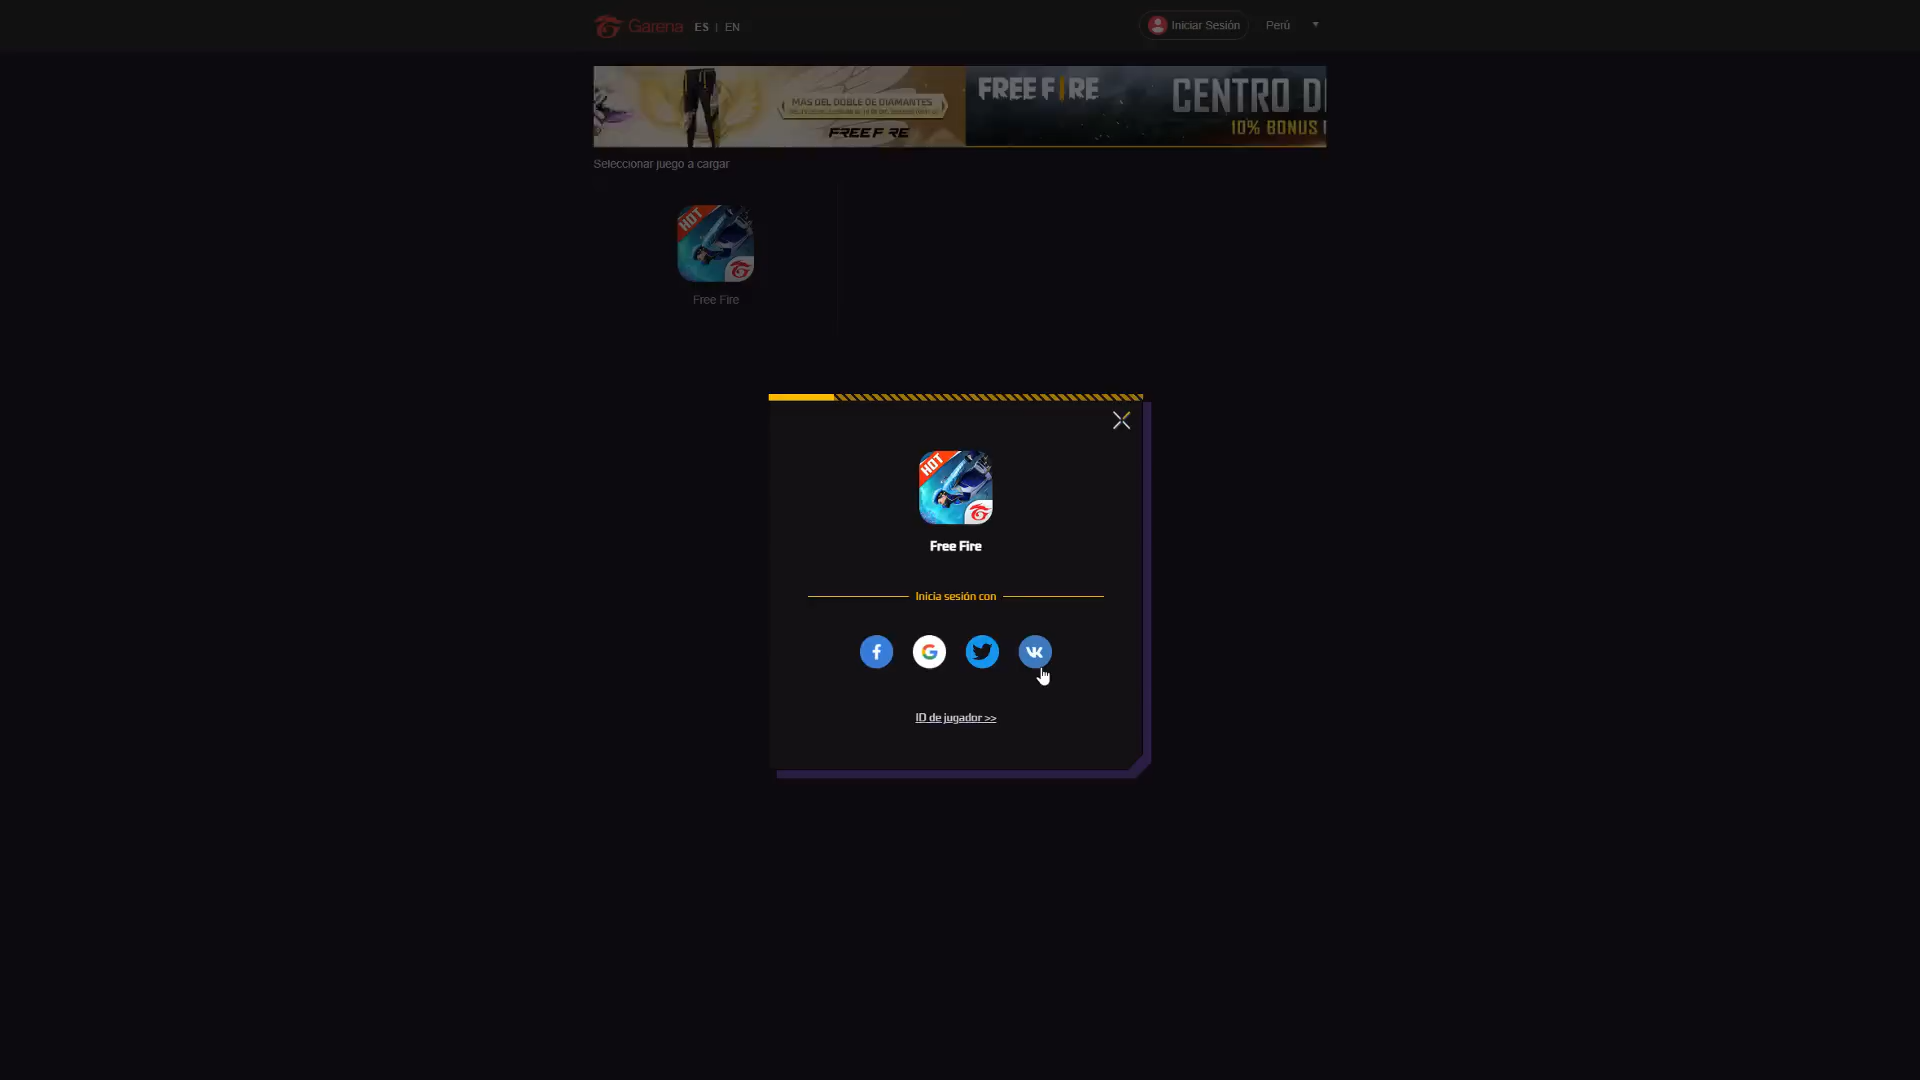 Garena ES | EN
Iniciar Sesión Perú
MÁS DEL DOBLE DE DIAMANTES
FREE FIRE
FREE FIRE
CENTRO D
10% BONUS
Seleccionar juego a cargar
HOT
Free Fire
HOT
Free Fire
Inicia sesión con
f G VK
ID de jugador >>